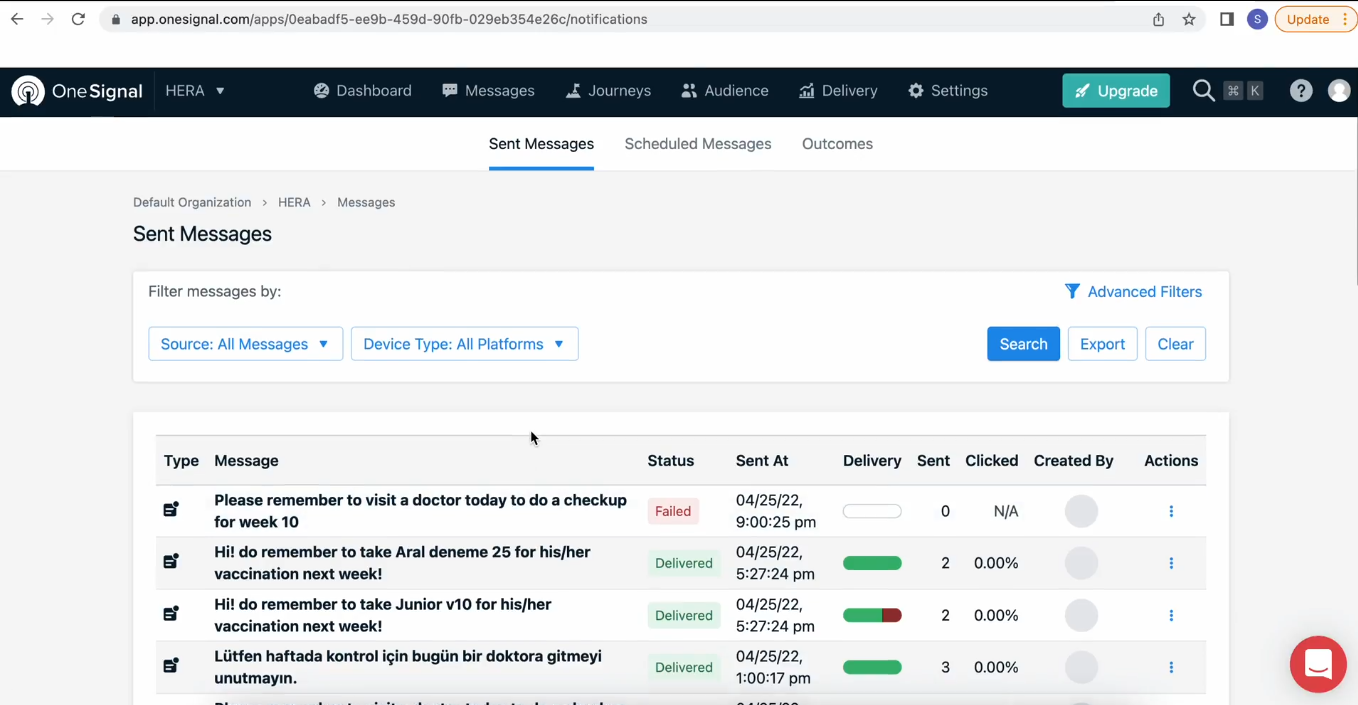 app.onesignal.com/apps/0eabadf5-ee9b-459d-90fb-029eb354e26c/notifications
S
Update
OneSignal
HERA
Dashboard
Messages
Journeys
Audience
Delivery
Settings
Upgrade
⌘ K
?
Sent Messages
Scheduled Messages
Outcomes
Default Organization > HERA > Messages
Sent Messages
Filter messages by:
Advanced Filters
Source: All Messages
Device Type: All Platforms
Search
Export
Clear
Type Message Status Sent At Delivery Sent Clicked Created By Actions
Please remember to visit a doctor today to do a checkup
for week 10
Failed
04/25/22,
9:00:25 pm
0
N/A
Hi! do remember to take Aral deneme 25 for his/her
vaccination next week!
Delivered
04/25/22,
5:27:24 pm
2
0.00%
Hi! do remember to take Junior v10 for his/her
vaccination next week!
Delivered
04/25/22,
5:27:24 pm
2
0.00%
Lütfen haftada kontrol için bugün bir doktora gitmeyi
unutmayın.
Delivered
04/25/22,
1:00:17 pm
3
0.00%